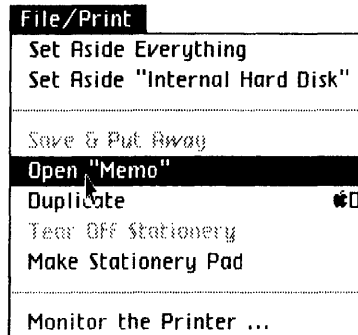 File/Print
Set Aside Everything
Set Aside "Internal Hard Disk"
Save & Put Away
Open "Memo"
Duplicate D
Tear Off Stationery
Make Stationery Pad
Monitor the Printer ...